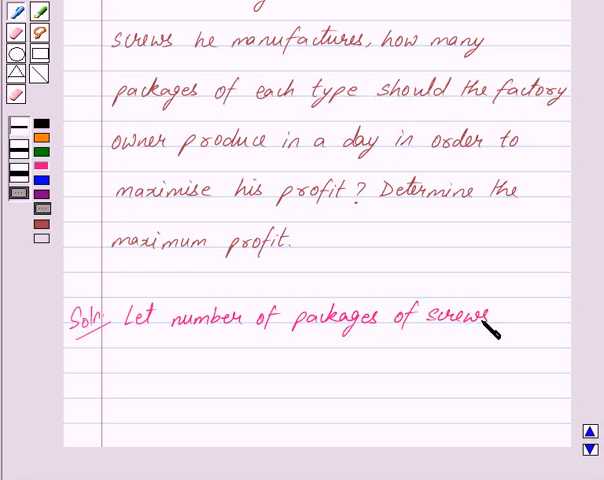 screws he manufactures, how many
packages of each type should the factory
owner produce in a day in order to
maximise his profit? Determine the
maximum profit.
Soln: Let number of packages of screws